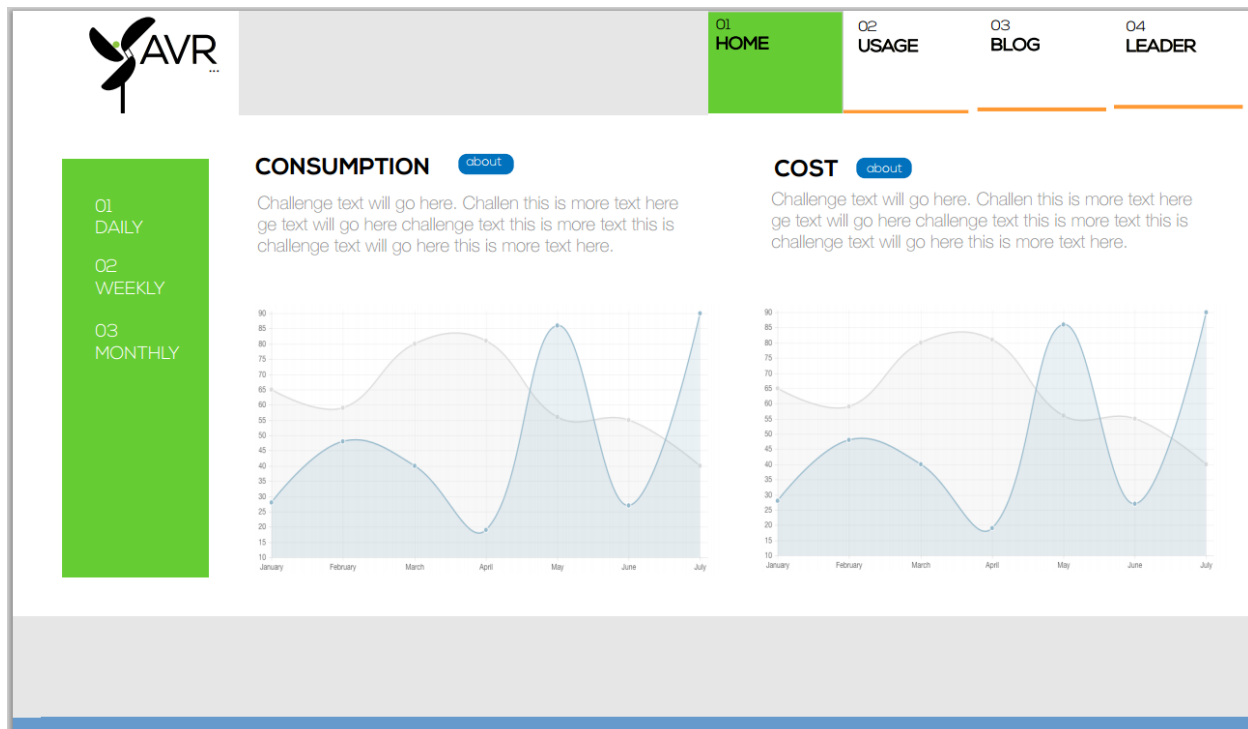 AVR
...
01
HOME
02
USAGE
03
BLOG
04
LEADER
01
DAILY
02
WEEKLY
03
MONTHLY
CONSUMPTION
about
Challenge text will go here. Challen this is more text here
ge text will go here challenge text this is more text this is
challenge text will go here this is more text here.
90
85
80
75
70
65
60
55
50
45
40
35
30
25
20
15
10
January February March April May June July
COST
about
Challenge text will go here. Challen this is more text here
ge text will go here challenge text this is more text this is
challenge text will go here this is more text here.
90
85
80
75
70
65
60
55
50
45
40
35
30
25
20
15
10
January February March April May June July